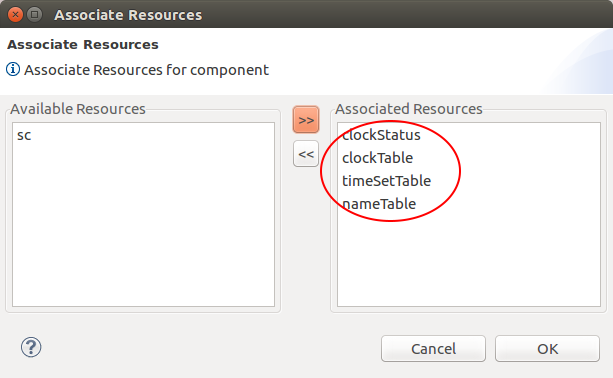 Associate Resources
Associate Resources
Associate Resources for component
Available Resources
sc
>>
<<
Associated Resources
clockStatus
clockTable
timeSetTable
nameTable
?
Cancel
OK